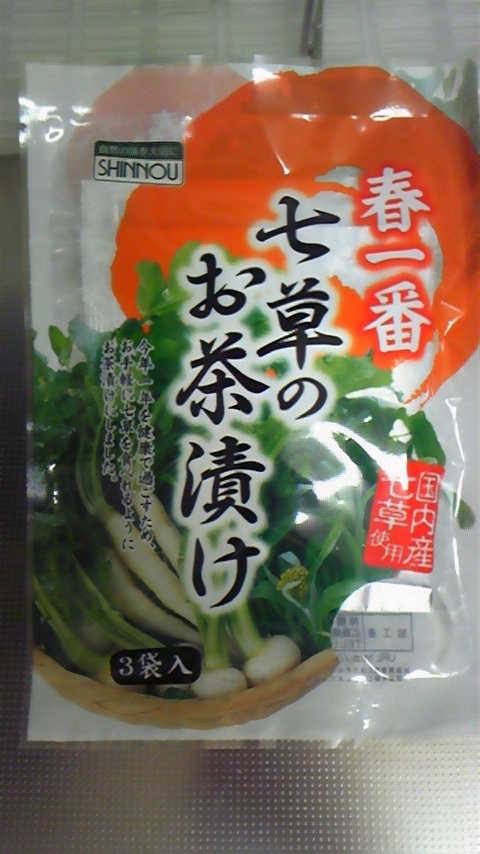 自然の味を大切に
SHINNOU
春一番
七草の
お茶漬け
今年一年を健康で過ごすため、
お手軽に七草を食べれるように
お茶漬けにしました。
国内産
七草
使用
3袋入